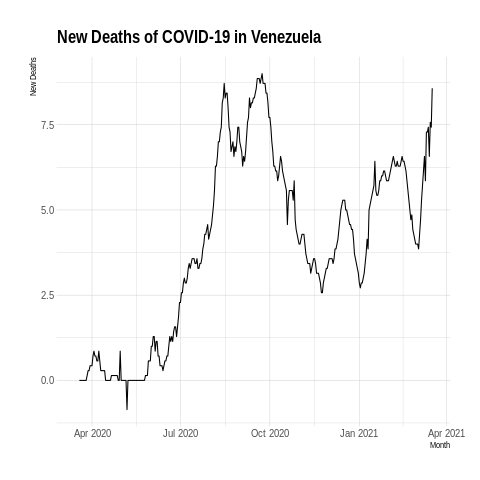 New Deaths of COVID-19 in Venezuela
New Deaths
7.5
5.0
2.5
0.0
Apr 2020
Jul 2020
Oct 2020
Jan 2021
Apr 2021
Month